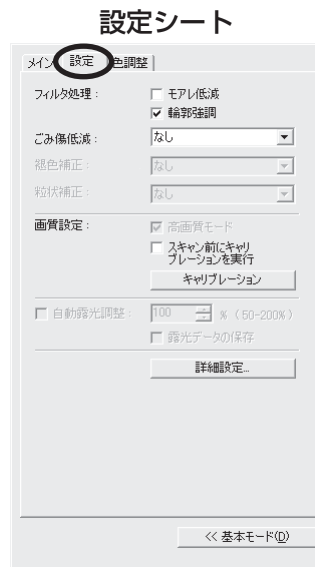 設定シート
メイン 設定 色調整
フィルタ処理： モアレ低減
輪郭強調
ごみ傷低減： なし
褪色補正： なし
粒状補正： なし
画質設定： 高画質モード
スキャン前にキャリ
ブレーションを実行
キャリブレーション
自動露光調整： 100 % (50-200%)
露光データの保存
詳細設定...
<< 基本モード(D)